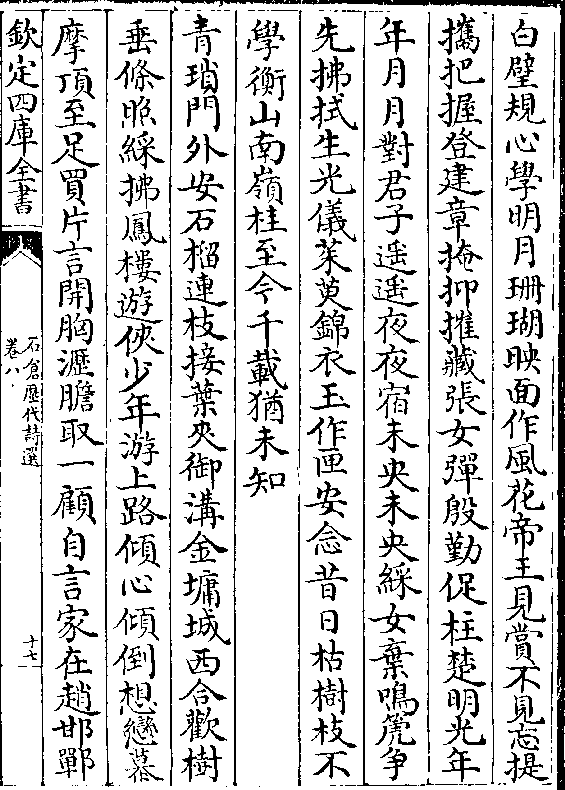 白璧規心學明月珊瑚映面作風花帝王見賞不見忘提
攜把握登建章掩抑摧藏張女彈殷勤促柱楚明光年
年月月對君子遥遥夜夜宿未央未央綵女棄鳴箎争
先拂拭生光儀茱萸錦衣玉作匣安念昔日枯樹枝不
學衡山南嶺桂至今千載猶未知
青瑣門外安石榴連枝接葉夾御溝金墉城西合歡樹
垂條照綵拂鳳樓遊俠少年游上路傾心傾倒想戀慕
摩頂至足買片言開胸瀝膽取一顧自言家在趙邯鄲
欽定四庫全書
石倉歷代詩選
卷八
十七